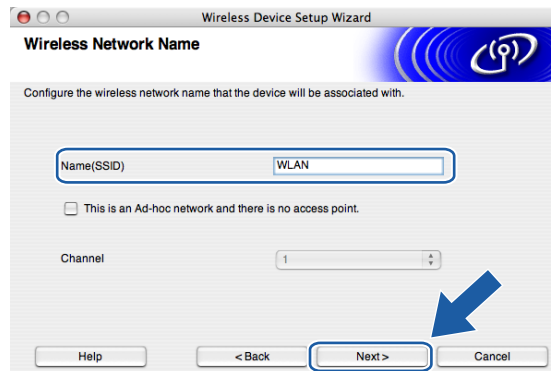 Wireless Device Setup Wizard
Wireless Network Name
Configure the wireless network name that the device will be associated with.
Name(SSID) WLAN
This is an Ad-hoc network and there is no access point.
Channel 1
Help < Back Next > Cancel